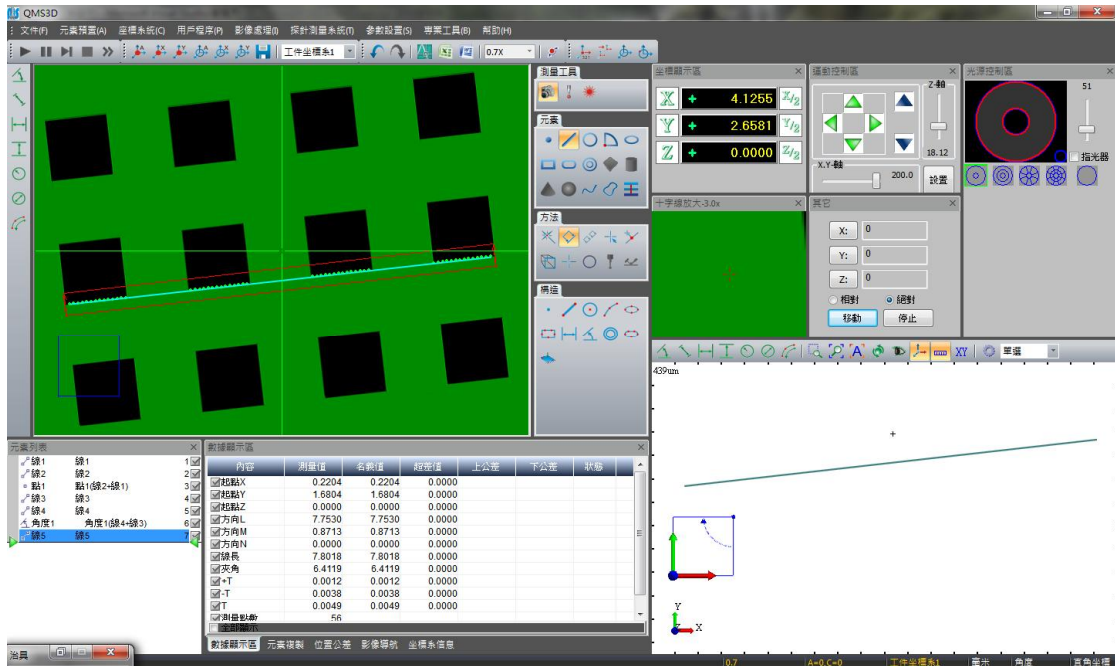 QMS3D
文件(F) 元素預置(A) 座標系統(C) 用戶程序(P) 影像處理(I) 探針測量系統(T) 參數設置(S) 專業工具(B) 幫助(H)
工件坐標系1 0.7X
測量工具
元素
方法
構造
坐標顯示區
X + 4.1255 X/2
Y + 2.6581 Y/2
Z + 0.0000 Z/2
運動控制區
Z-軸
18.12
X.Y-軸
200.0 設置
光源控制區
51
指光器
十字線放大-3.0x
其它
X: 0
Y: 0
Z: 0
相對 絕對
移動 停止
XY 單選
439um
Y
X
元素列表
線1 線1 1
線2 線2 2
點1 點1(線2+線1) 3
線3 線3 4
線4 線4 5
角度1 角度1(線4+線3) 6
線5 線5 7
數據顯示區
內容 測量值 名義值 超差值 上公差 下公差 狀態
起點X 0.2204 0.2204 0.0000
起點Y 1.6804 1.6804 0.0000
起點Z 0.0000 0.0000 0.0000
方向L 7.7530 7.7530 0.0000
方向M 0.8713 0.8713 0.0000
方向N 0.0000 0.0000 0.0000
線長 7.8018 7.8018 0.0000
夾角 6.4119 6.4119 0.0000
+T 0.0012 0.0012 0.0000
-T 0.0038 0.0038 0.0000
T 0.0049 0.0049 0.0000
測量點數 56
全部顯示
數據顯示區 元素複製 位置公差 影像導航 坐標系信息
治具
0.7 A=0 C=0 工件坐標系1 毫米 角度 直角坐標